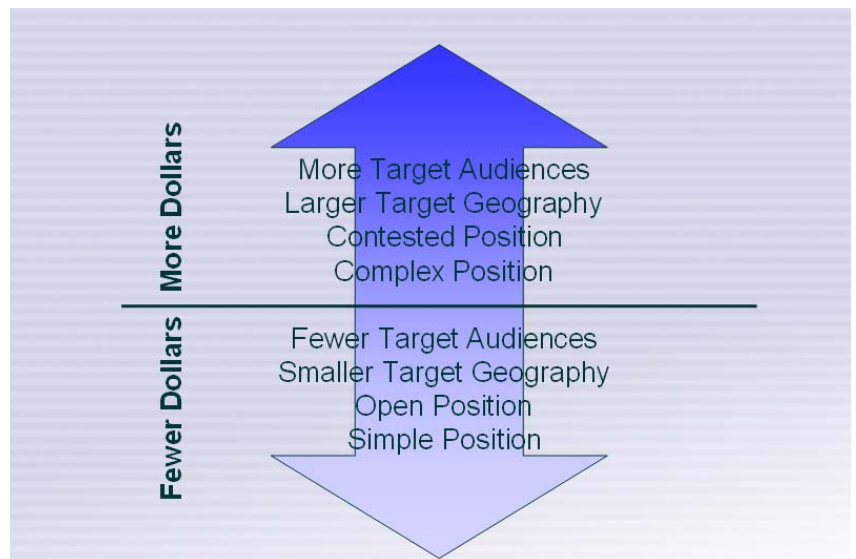 More Dollars
More Target Audiences
Larger Target Geography
Contested Position
Complex Position
Fewer Dollars
Fewer Target Audiences
Smaller Target Geography
Open Position
Simple Position